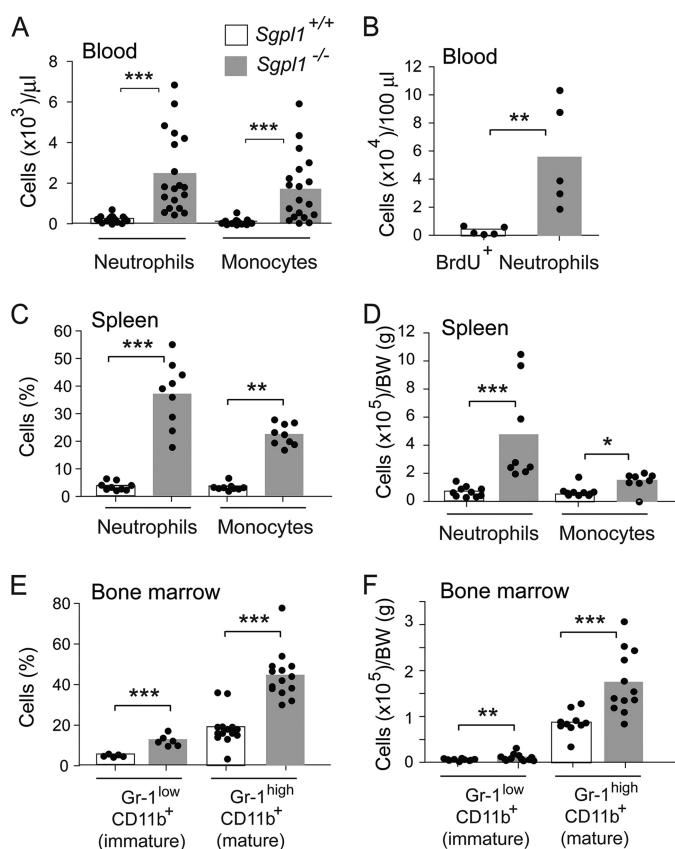 A
Blood
Sgpl1 +/+
Sgpl1 -/-
Cells (x10³)/µl
8
6
4
2
0
***
***
Neutrophils
Monocytes
B
Blood
Cells (x10⁴)/100 µl
12
10
8
6
4
2
0
**
BrdU⁺ Neutrophils
C
Spleen
Cells (%)
60
50
40
30
20
10
0
***
**
Neutrophils
Monocytes
D
Spleen
Cells (x10⁵)/BW (g)
12
10
8
6
4
2
0
***
*
Neutrophils
Monocytes
E
Bone marrow
Cells (%)
80
60
40
20
0
***
***
Gr-1low
CD11b+
(immature)
Gr-1high
CD11b+
(mature)
F
Bone marrow
Cells (x10⁵)/BW (g)
3
2
1
0
**
***
Gr-1low
CD11b+
(immature)
Gr-1high
CD11b+
(mature)